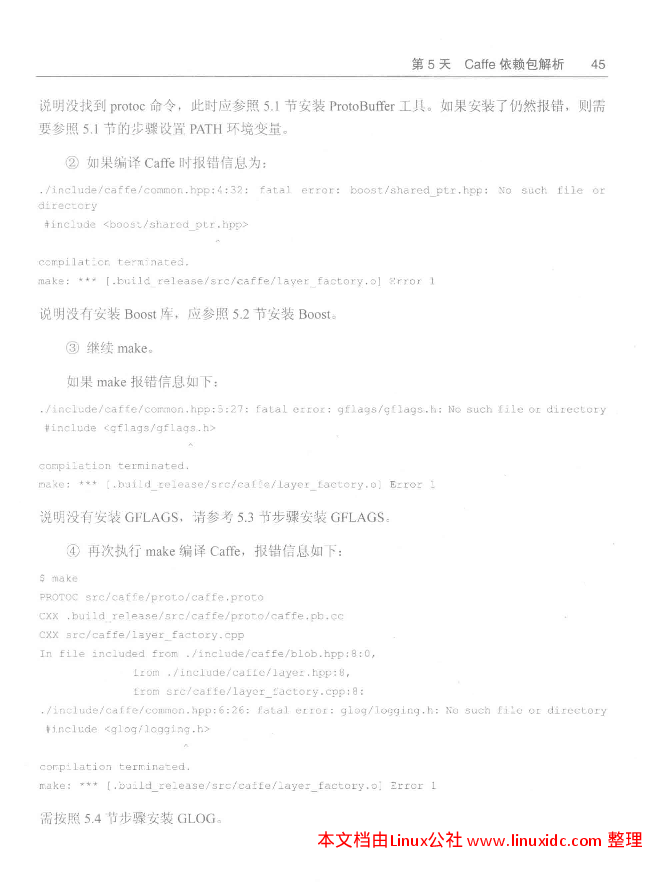 第 5 天 Caffe 依赖包解析 45
说明没找到 protoc 命令，此时应参照 5.1 节安装 ProtoBuffer 工具。如果安装了仍然报错，则需
要参照 5.1 节的步骤设置 PATH 环境变量。
② 如果编译 Caffe 时报错信息为：
./include/caffe/common.hpp:4:32: fatal error: boost/shared_ptr.hpp: No such file or
directory
#include <boost/shared_ptr.hpp>
^
compilation terminated.
make: *** [.build_release/src/caffe/layer_factory.o] Error 1
说明没有安装 Boost 库，应参照 5.2 节安装 Boost。
③ 继续 make。
如果 make 报错信息如下：
./include/caffe/common.hpp:5:27: fatal error: gflags/gflags.h: No such file or directory
#include <gflags/gflags.h>
^
compilation terminated.
make: *** [.build_release/src/caffe/layer_factory.o] Error 1
说明没有安装 GFLAGS，请参考 5.3 节步骤安装 GFLAGS。
④ 再次执行 make 编译 Caffe，报错信息如下：
$ make
PROTOC src/caffe/proto/caffe.proto
CXX .build_release/src/caffe/proto/caffe.pb.cc
CXX src/caffe/layer_factory.cpp
In file included from ./include/caffe/blob.hpp:8:0,
from ./include/caffe/layer.hpp:8,
from src/caffe/layer_factory.cpp:8:
./include/caffe/common.hpp:6:26: fatal error: glog/logging.h: No such file or directory
#include <glog/logging.h>
^
compilation terminated.
make: *** [.build_release/src/caffe/layer_factory.o] Error 1
需按照 5.4 节步骤安装 GLOG。
本文档由Linux公社 www.linuxidc.com 整理